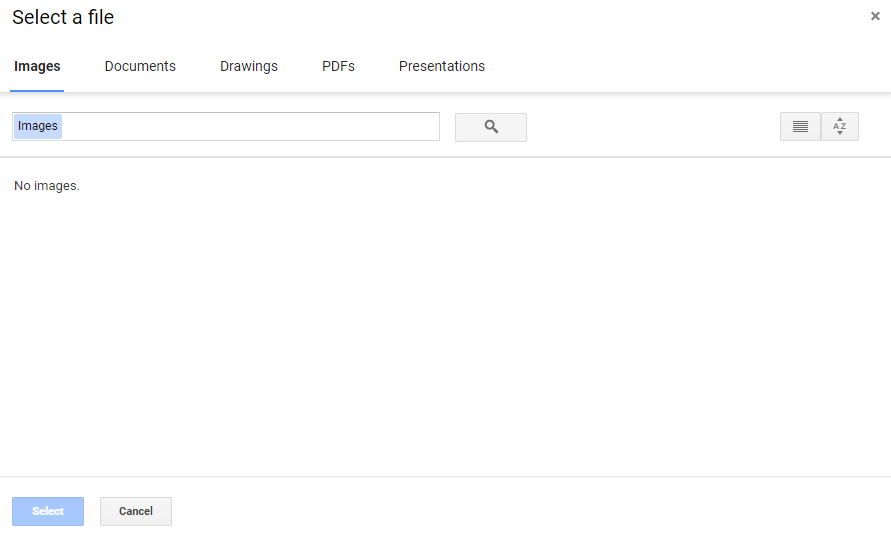 Select a file
Images Documents Drawings PDFs Presentations
Images
A Z
No images.
Select Cancel